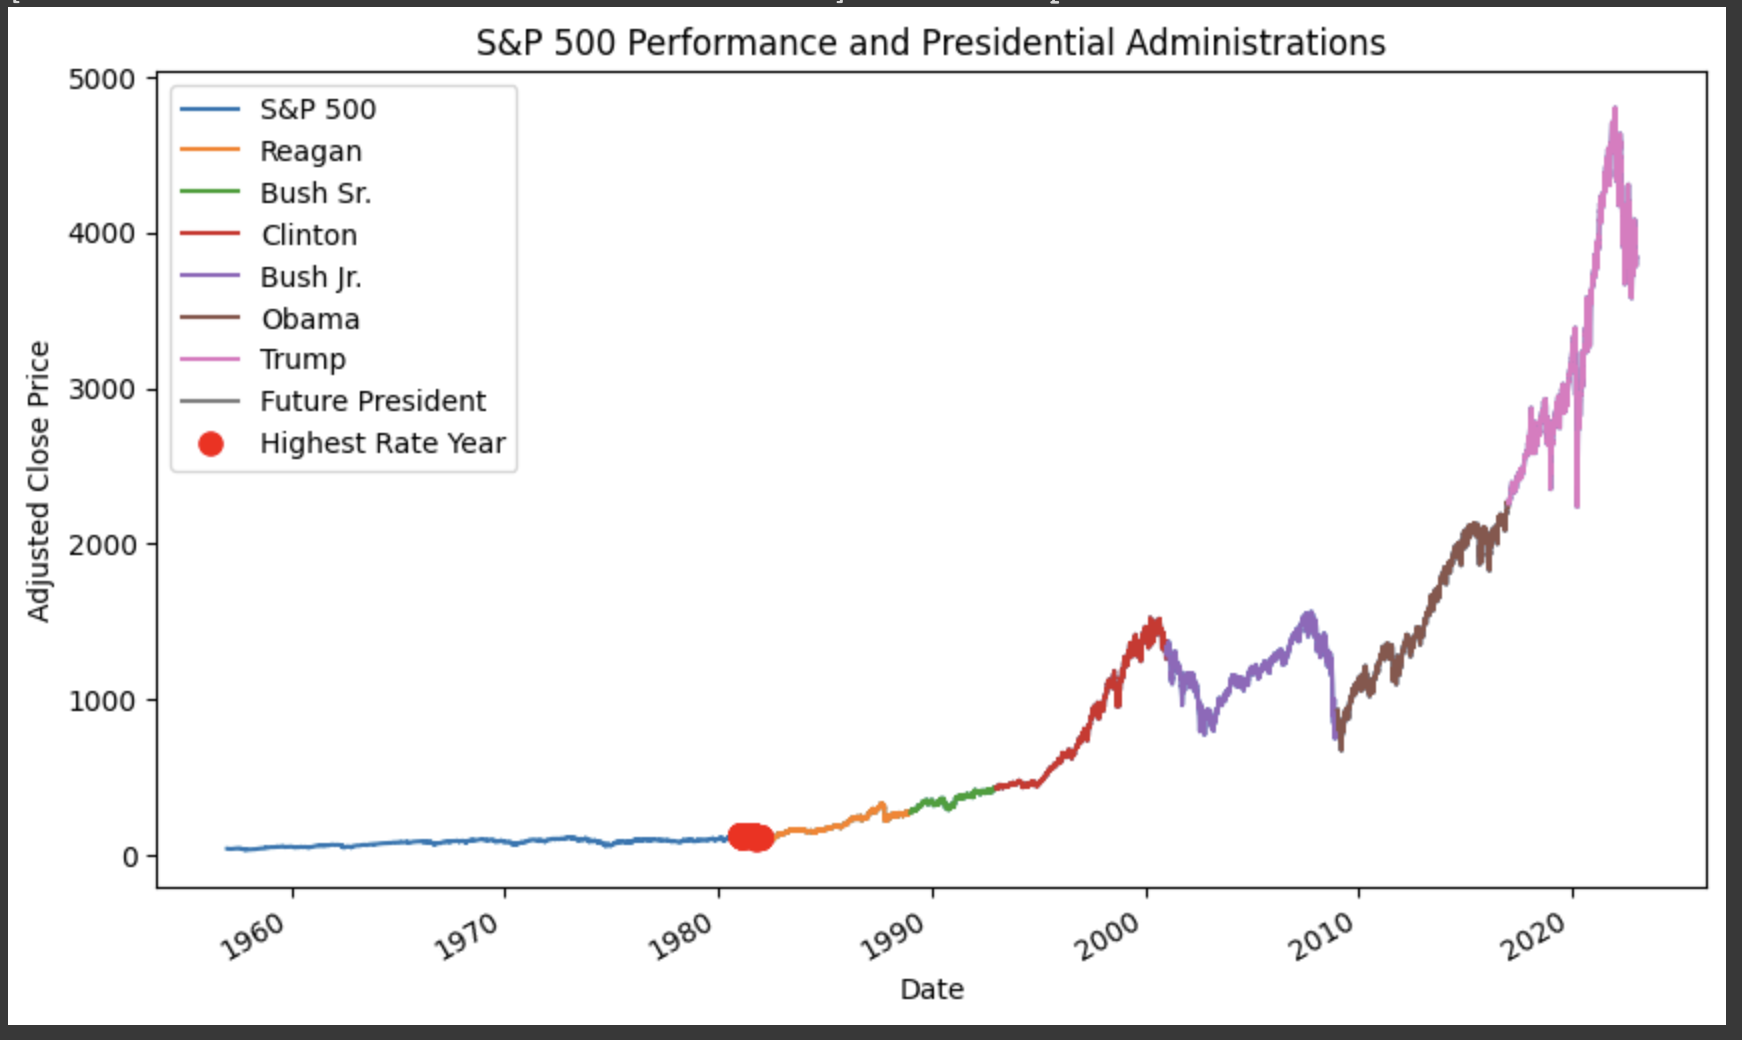 S&P 500 Performance and Presidential Administrations
5000
4000
3000
2000
1000
0
Adjusted Close Price
S&P 500
Reagan
Bush Sr.
Clinton
Bush Jr.
Obama
Trump
Future President
Highest Rate Year
1960
1970
1980
1990
2000
2010
2020
Date